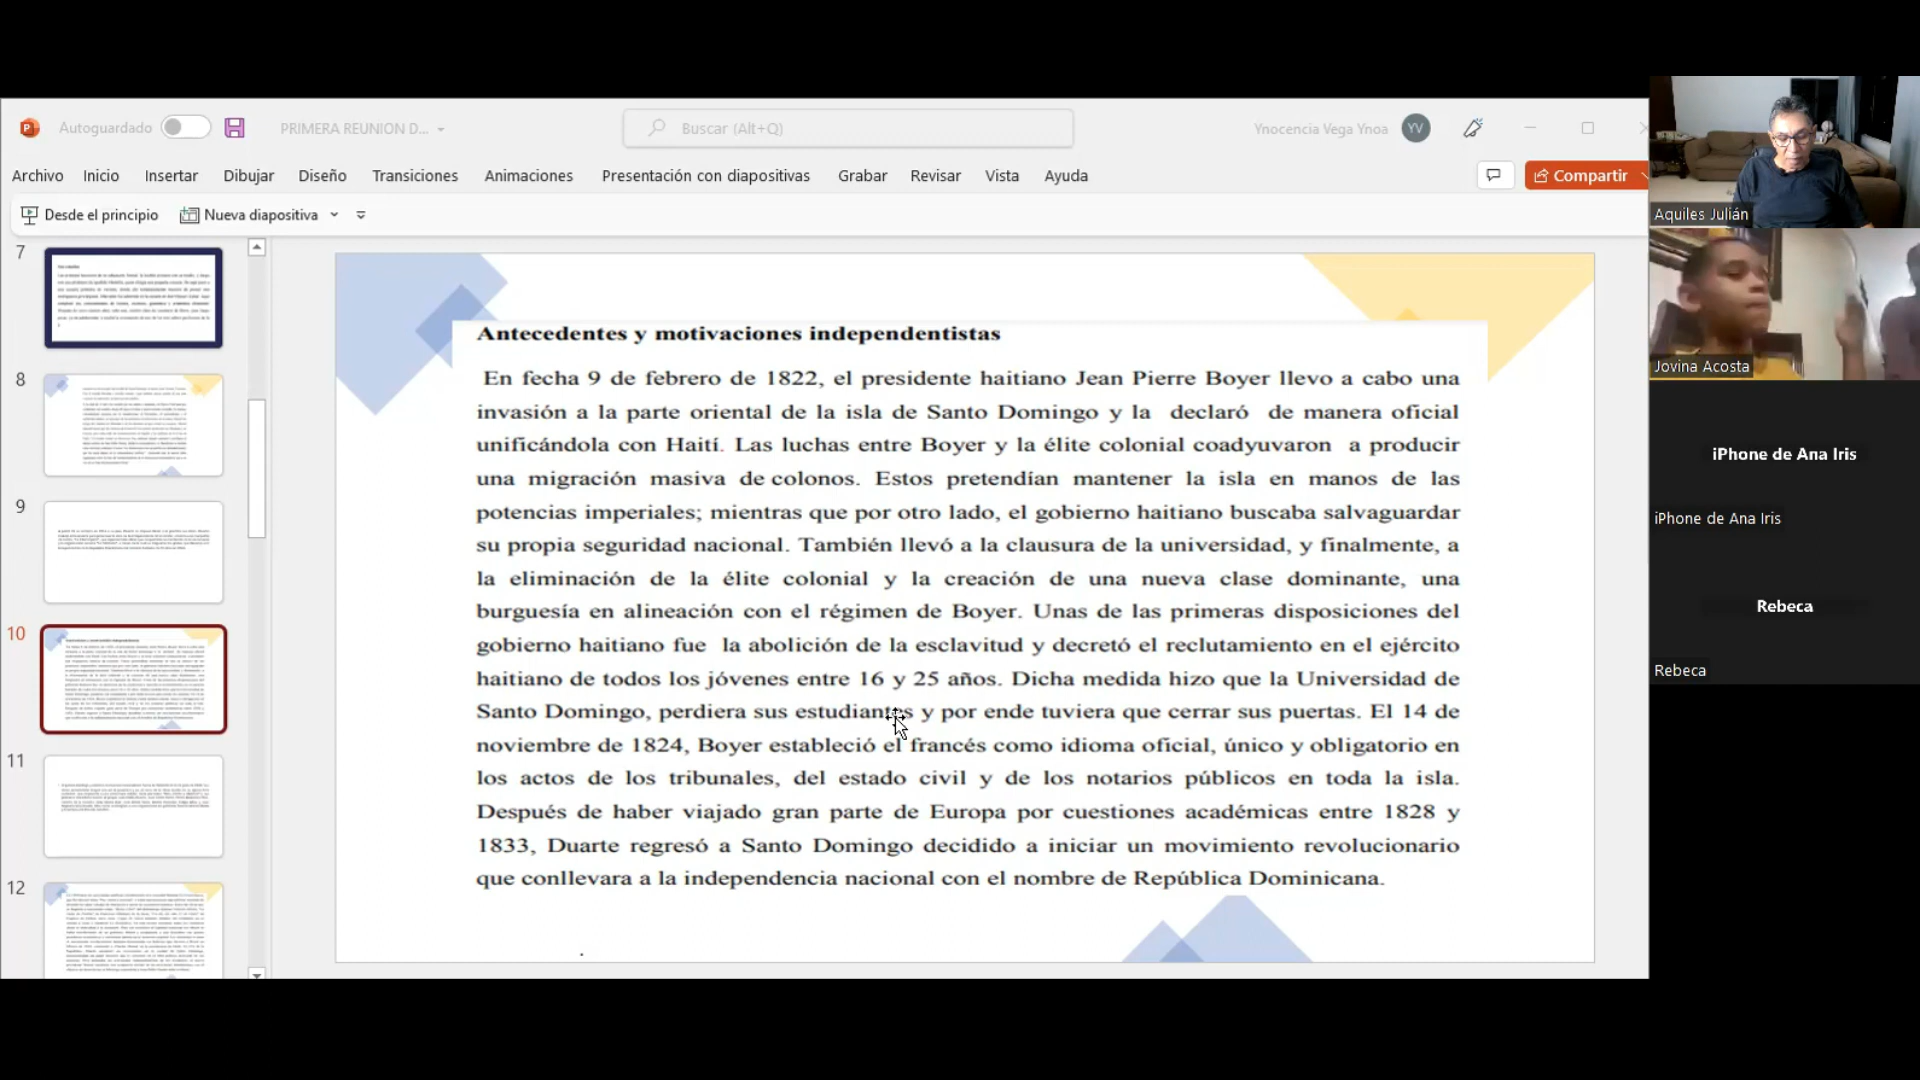 Autoguardado
PRIMERA REUNION D...
Buscar (Alt+Q)
Ynocencia Vega Ynoa
YV
Archivo Inicio Insertar Dibujar Diseño Transiciones Animaciones Presentación con diapositivas Grabar Revisar Vista Ayuda
Compartir
Desde el principio Nueva diapositiva
7
8
9
10
11
12
Antecedentes y motivaciones independentistas
En fecha 9 de febrero de 1822, el presidente haitiano Jean Pierre Boyer llevo a cabo una
invasión a la parte oriental de la isla de Santo Domingo y la declaró de manera oficial
unificándola con Haití. Las luchas entre Boyer y la élite colonial coadyuvaron a producir
una migración masiva de colonos. Estos pretendían mantener la isla en manos de las
potencias imperiales; mientras que por otro lado, el gobierno haitiano buscaba salvaguardar
su propia seguridad nacional. También llevó a la clausura de la universidad, y finalmente, a
la eliminación de la élite colonial y la creación de una nueva clase dominante, una
burguesía en alineación con el régimen de Boyer. Unas de las primeras disposiciones del
gobierno haitiano fue la abolición de la esclavitud y decretó el reclutamiento en el ejército
haitiano de todos los jóvenes entre 16 y 25 años. Dicha medida hizo que la Universidad de
Santo Domingo, perdiera sus estudiantes y por ende tuviera que cerrar sus puertas. El 14 de
noviembre de 1824, Boyer estableció el francés como idioma oficial, único y obligatorio en
los actos de los tribunales, del estado civil y de los notarios públicos en toda la isla.
Después de haber viajado gran parte de Europa por cuestiones académicas entre 1828 y
1833, Duarte regresó a Santo Domingo decidido a iniciar un movimiento revolucionario
que conllevara a la independencia nacional con el nombre de República Dominicana.
.
Aquiles Julián
Jovina Acosta
iPhone de Ana Iris
iPhone de Ana Iris
Rebeca
Rebeca